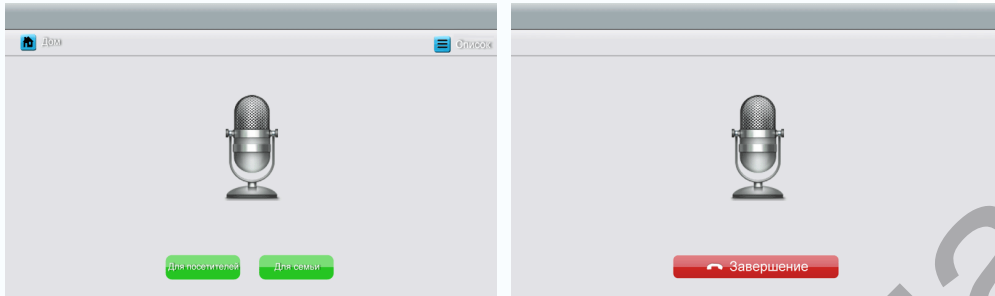 Дом
Список
Для посетителей
Для семьи
Завершение